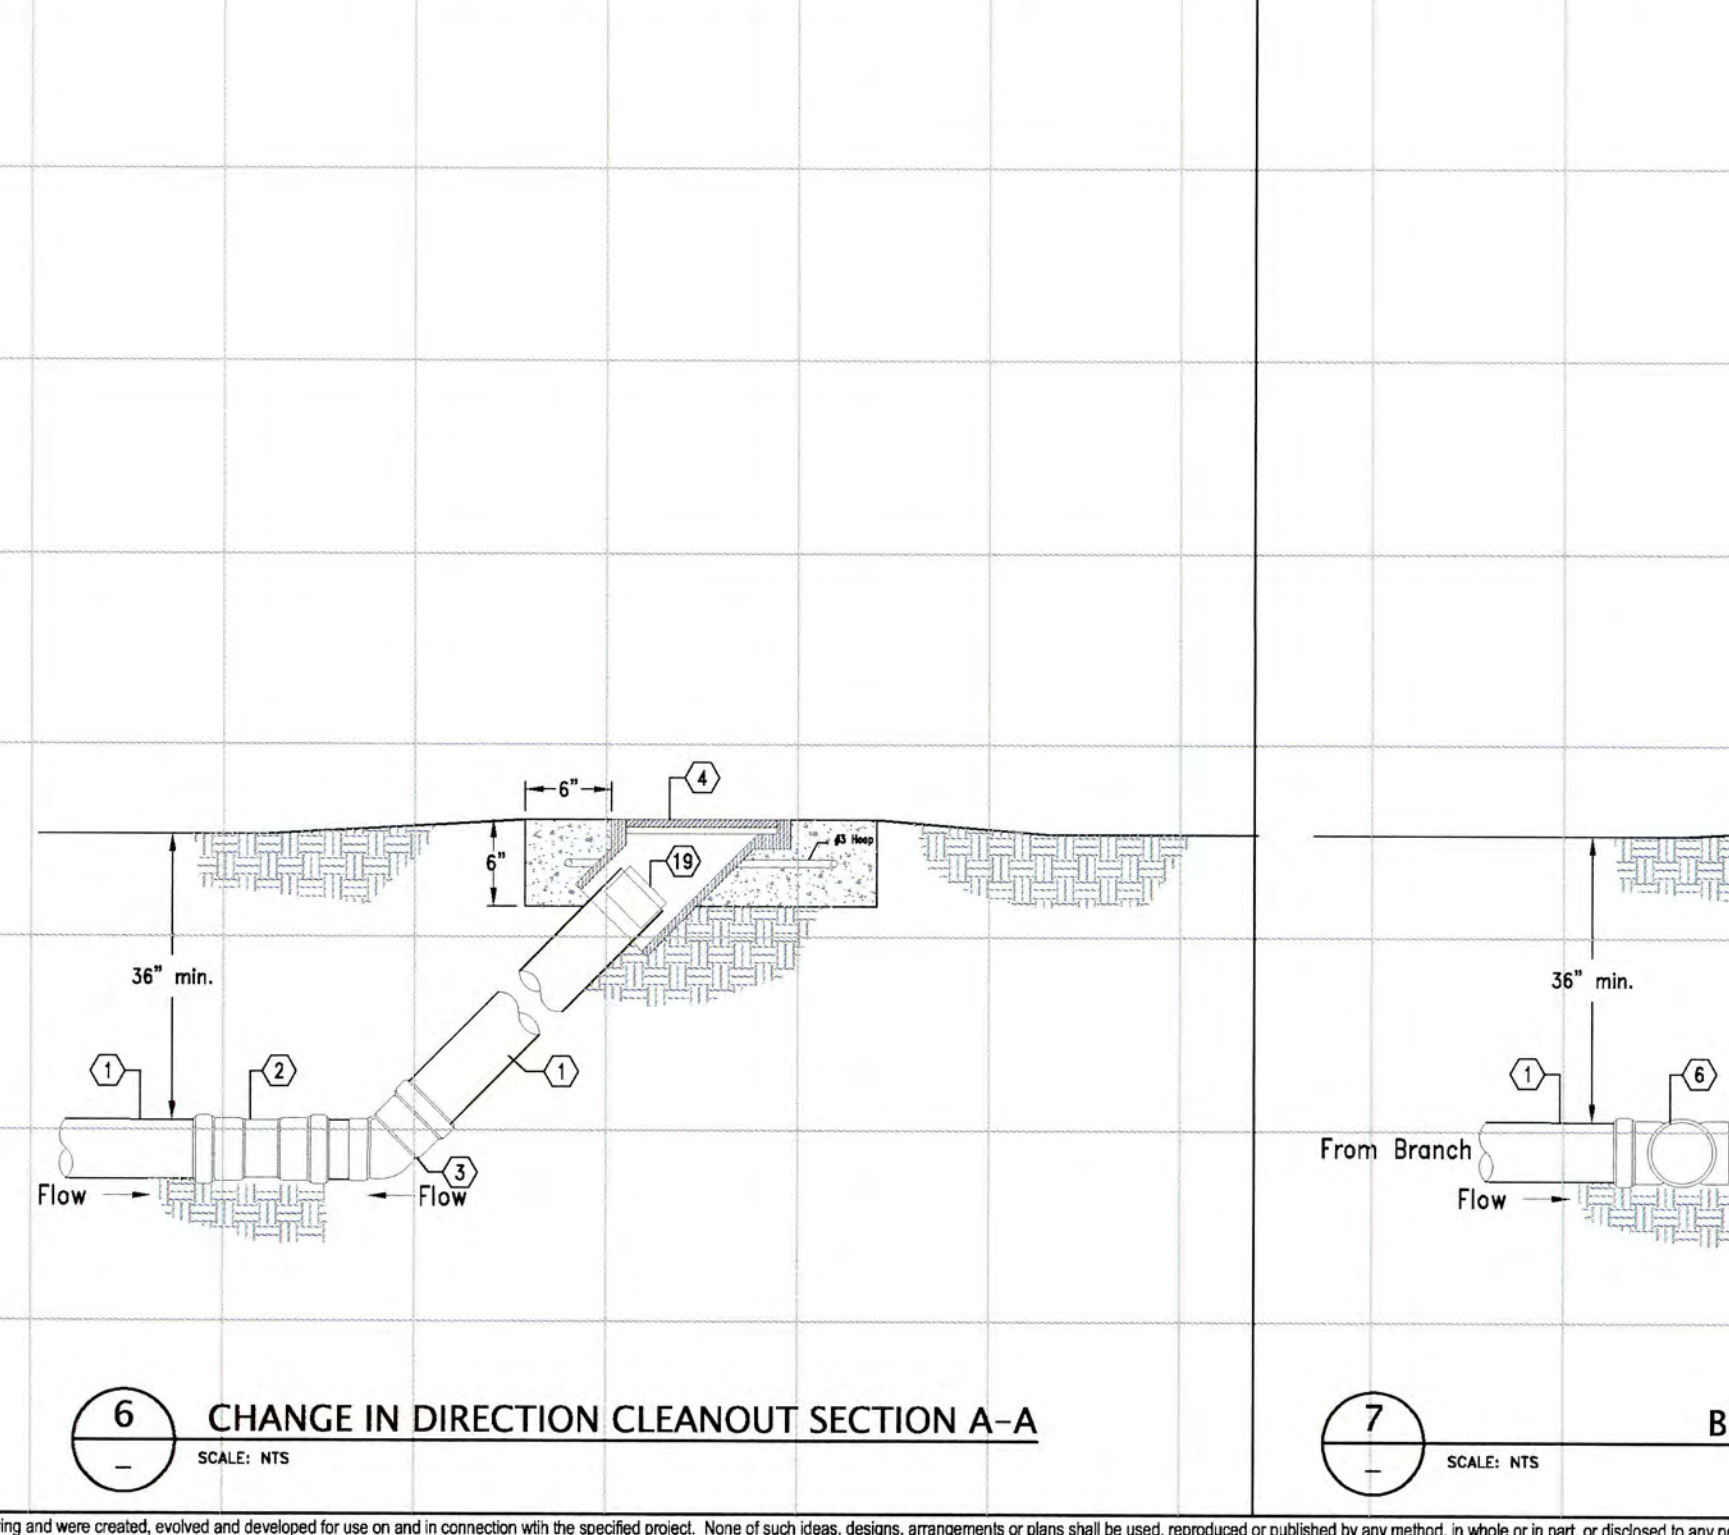 6"
4
6"
#3 Hoop
19
36" min.
1
2
1
3
Flow
Flow
6
CHANGE IN DIRECTION CLEANOUT SECTION A-A
–
SCALE: NTS
36" min.
1
6
From Branch
Flow
7
B
–
SCALE: NTS
ing and were created, evolved and developed for use on and in connection wtih the specified project. None of such ideas, designs, arrangements or plans shall be used, reproduced or published by any method, in whole or in part, or disclosed to any